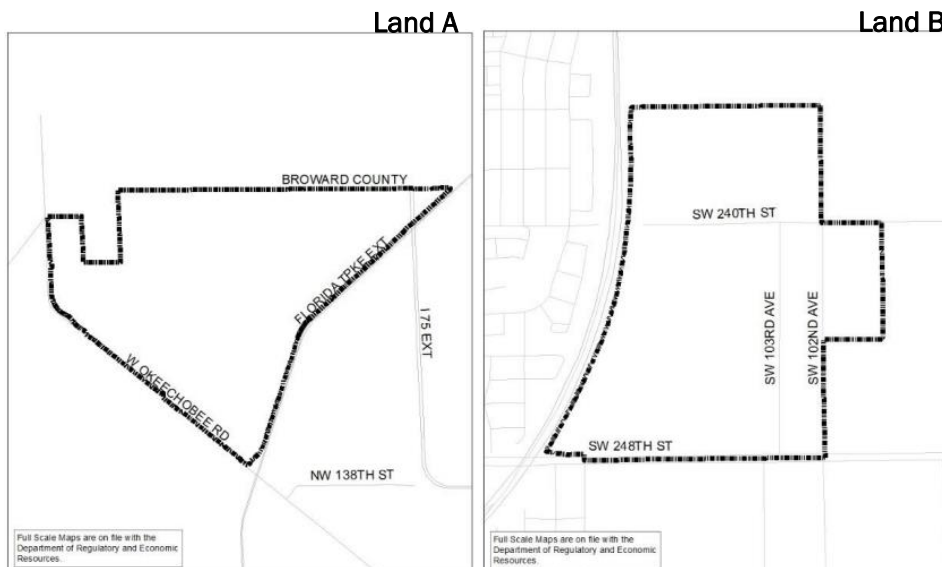 Land A
BROWARD COUNTY
FLORIDA TPKE EXT
I 75 EXT
W OKEECHOBEE RD
NW 138TH ST
Full Scale Maps are on file with the
Department of Regulatory and Economic
Resources.
Land B
SW 240TH ST
SW 103RD AVE
SW 102ND AVE
SW 248TH ST
Full Scale Maps are on file with the
Department of Regulatory and Economic
Resources.